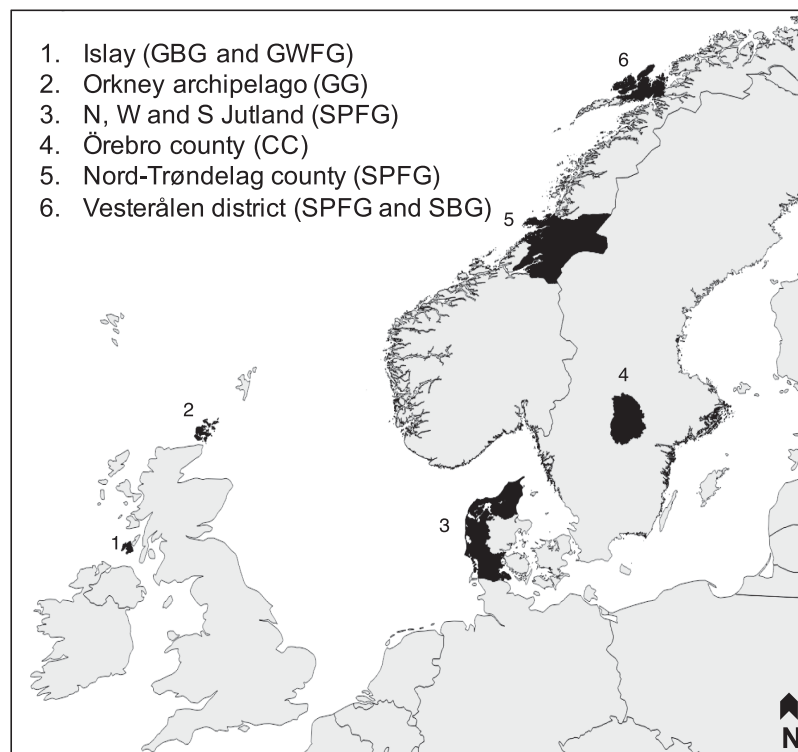 1. Islay (GBG and GWFG)
2. Orkney archipelago (GG)
3. N, W and S Jutland (SPFG)
4. Örebro county (CC)
5. Nord-Trøndelag county (SPFG)
6. Vesterålen district (SPFG and SBG)
6
5
4
2
3
1
N